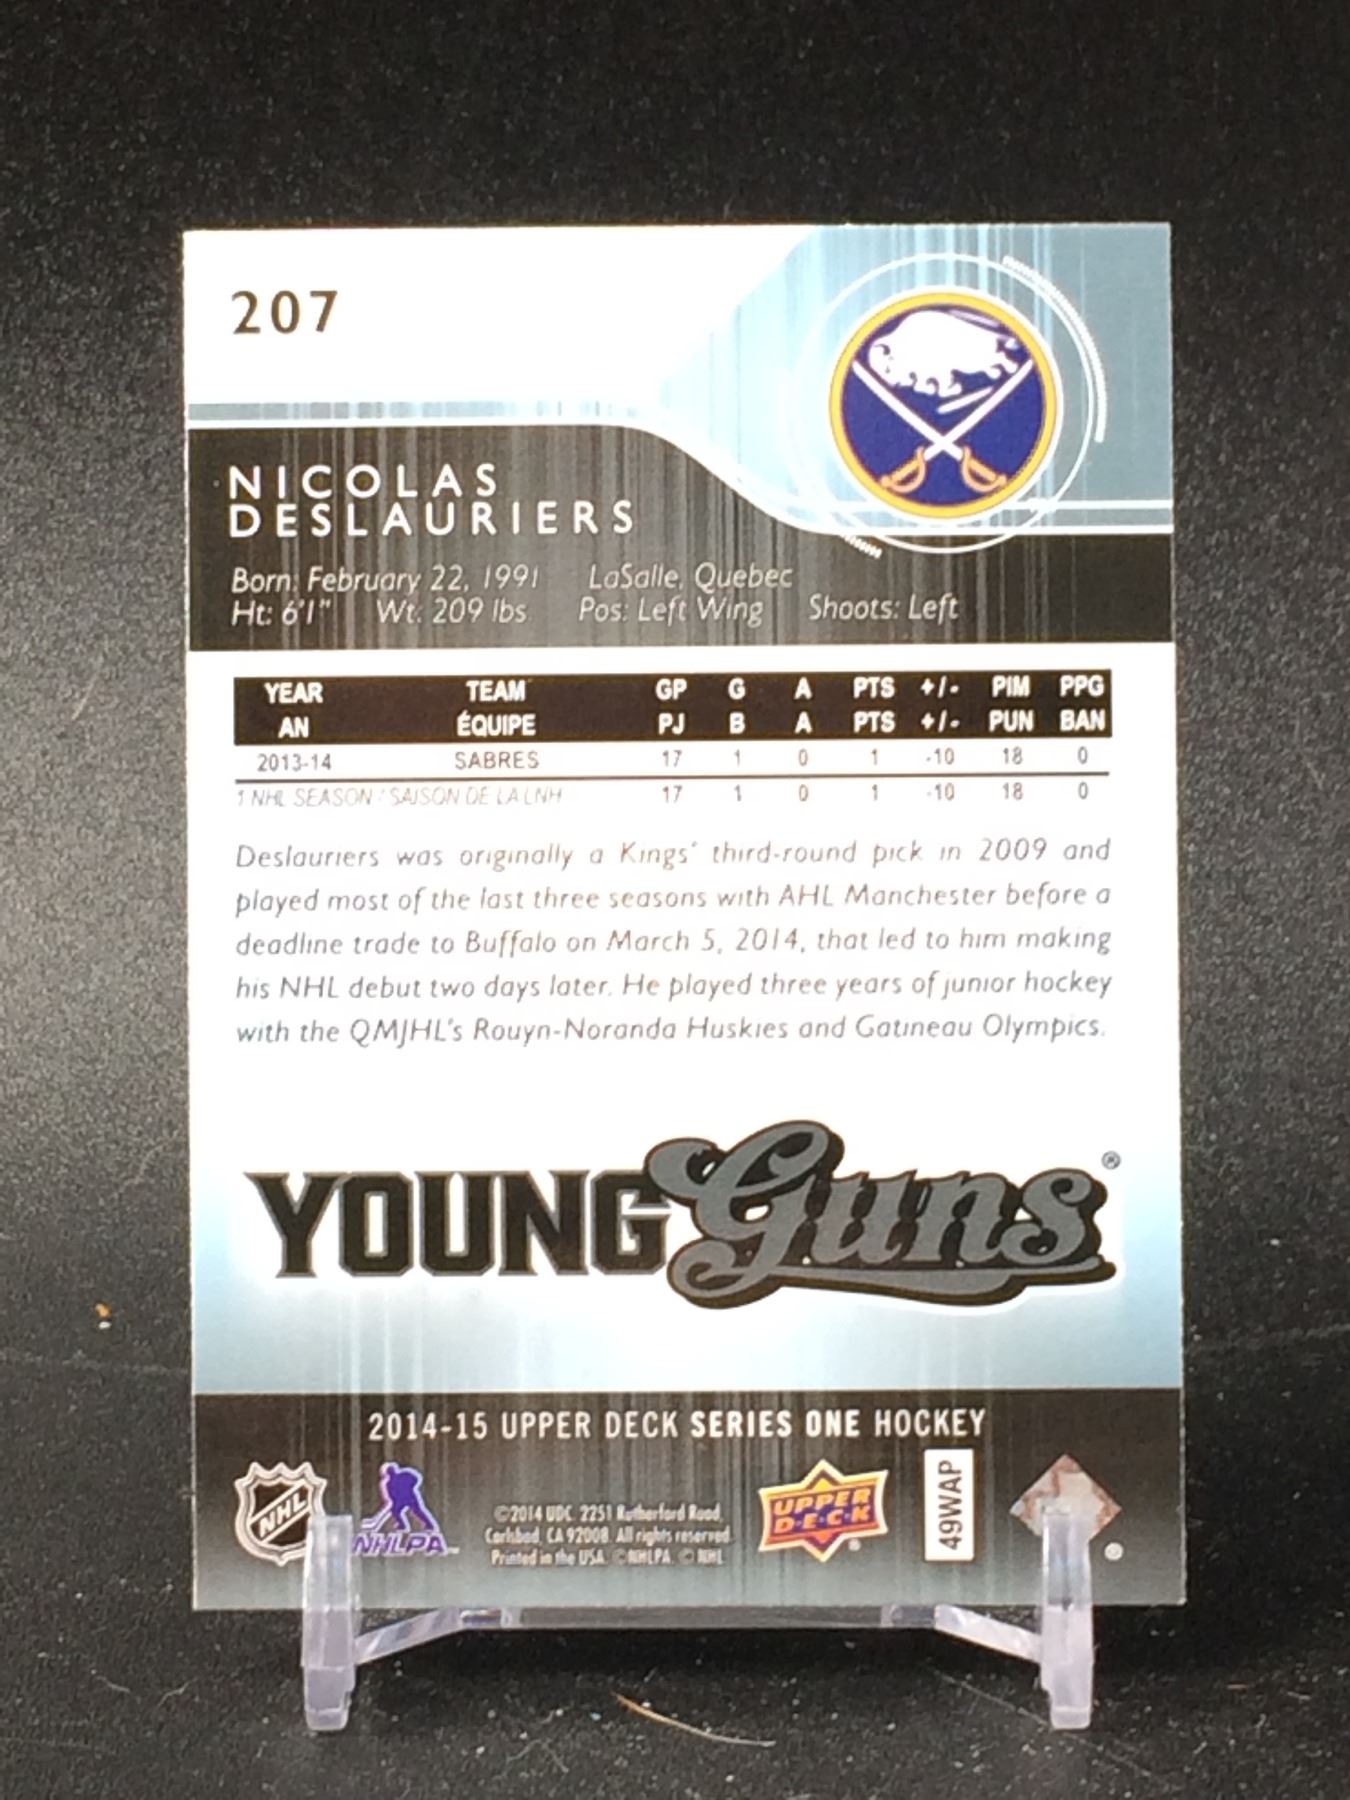 207
NICOLAS
DESLAURIERS
Born: February 22, 1991 LaSalle, Quebec
Ht: 6'1" Wt: 209 lbs Pos: Left Wing Shoots: Left
YEAR TEAM GP G A PTS +/- PIM PPG
AN ÉQUIPE PJ B A PTS +/- PUN BAN
2013-14 SABRES 17 1 0 1 -10 18 0
1 NHL SEASON / SAISON DE LA LNH 17 1 0 1 -10 18 0
Deslauriers was originally a Kings' third-round pick in 2009 and
played most of the last three seasons with AHL Manchester before a
deadline trade to Buffalo on March 5, 2014, that led to him making
his NHL debut two days later. He played three years of junior hockey
with the QMJHL's Rouyn-Noranda Huskies and Gatineau Olympics.
YOUNG Guns®
2014-15 UPPER DECK SERIES ONE HOCKEY
NHL
NHLPA
©2014 UDC. 2251 Rutherford Road,
Carlsbad, CA 92008. All rights reserved.
Printed in the USA. ©NHLPA. © NHL
UPPER
D·E·C·K
49WAP